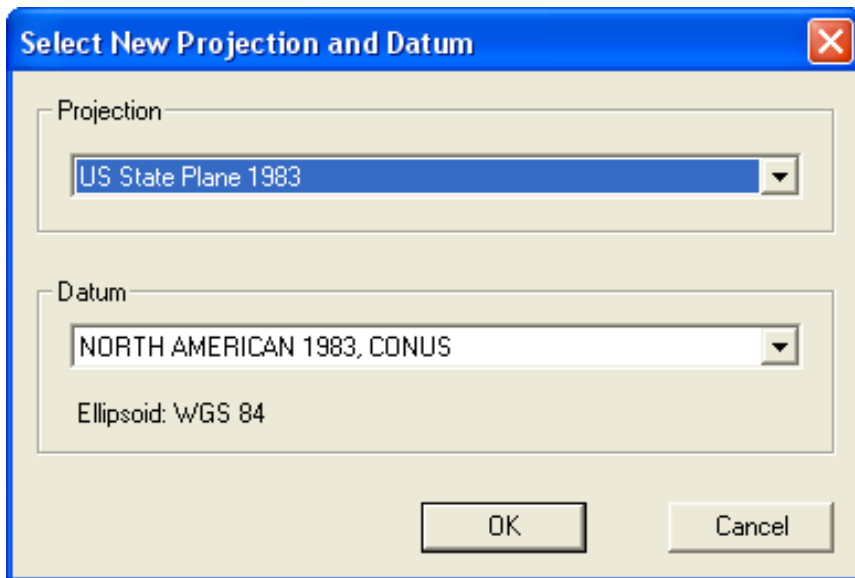 Select New Projection and Datum
Projection
US State Plane 1983
Datum
NORTH AMERICAN 1983, CONUS
Ellipsoid: WGS 84
OK Cancel